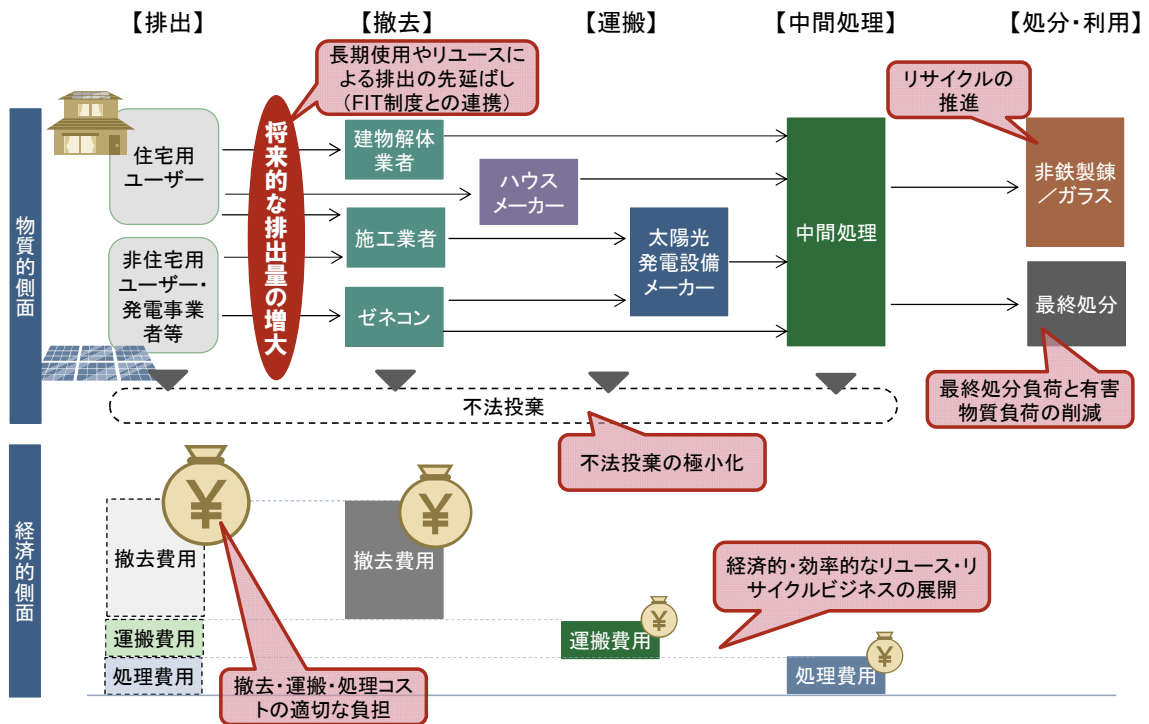 【排出】
【撤去】
【運搬】
【中間処理】
【処分・利用】
長期使用やリユースに
よる排出の先延ばし
(FIT制度との連携)
リサイクルの
推進
物質的側面
住宅用
ユーザー
非住宅用
ユーザー・
発電事業
者等
将来的な排出量の増大
建物解体
業者
施工業者
ゼネコン
ハウス
メーカー
太陽光
発電設備
メーカー
中間処理
非鉄製錬
／ガラス
最終処分
不法投棄
最終処分負荷と有害
物質負荷の削減
不法投棄の極小化
経済的側面
¥
¥
撤去費用
撤去費用
経済的・効率的なリユース・リ
サイクルビジネスの展開
¥
運搬費用
運搬費用
¥
処理費用
処理費用
撤去・運搬・処理コス
トの適切な負担